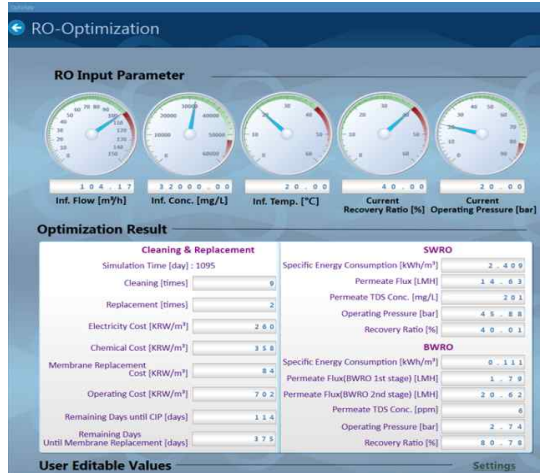 RO-Optimization
RO Input Parameter
104.17
32000.00
20.00
40.00
20.00
Inf. Flow [m³/h]
Inf. Conc. [mg/L]
Inf. Temp. [°C]
Current
Recovery Ratio [%]
Current
Operating Pressure [bar]
Optimization Result
Cleaning & Replacement
Simulation Time [day] : 1095
Cleaning [times]
Replacement [times] 2
Electricity Cost [KRW/m³] 260
Chemical Cost [KRW/m³] 358
Membrane Replacement
Cost [KRW/m³] 84
Operating Cost [KRW/m³] 702
Remaining Days until CIP [days] 114
Remaining Days
Until Membrane Replacement [days] 375
SWRO
Specific Energy Consumption [kWh/m³] 2.409
Permeate Flux [LMH] 14.63
Permeate TDS Conc. [mg/L] 201
Operating Pressure [bar] 45.88
Recovery Ratio [%] 40.01
BWRO
Specific Energy Consumption [kWh/m³] 0.111
Permeate Flux(BWRO 1st stage) [LMH] 1.79
Permeate Flux(BWRO 2nd stage) [LMH] 20.62
Permeate TDS Conc. [ppm]
Operating Pressure [bar] 2.74
Recovery Ratio [%] 80.78
User Editable Values
Settings